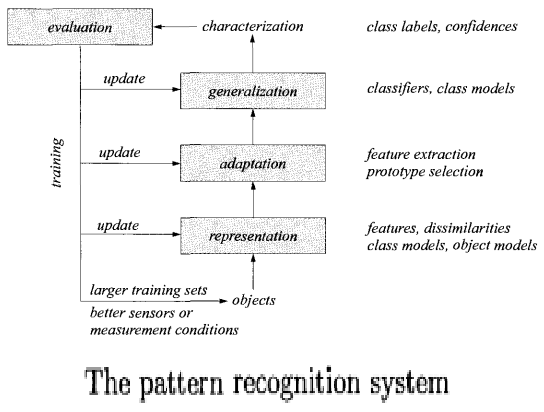 evaluation
characterization
class labels, confidences
update
generalization
classifiers, class models
training
update
adaptation
feature extraction
prototype selection
update
representation
features, dissimilarities
class models, object models
larger training sets
objects
better sensors or
measurement conditions
The pattern recognition system